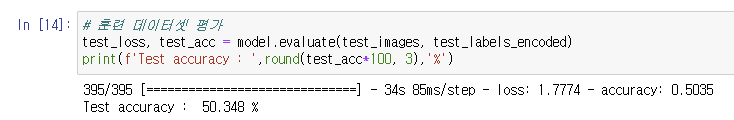 In [14]: # 훈련 데이터셋 평가
test_loss, test_acc = model.evaluate(test_images, test_labels_encoded)
print(f'Test accuracy : ',round(test_acc*100, 3),'%')
395/395 [==============================] - 34s 85ms/step - loss: 1.7774 - accuracy: 0.5035
Test accuracy :  50.348 %